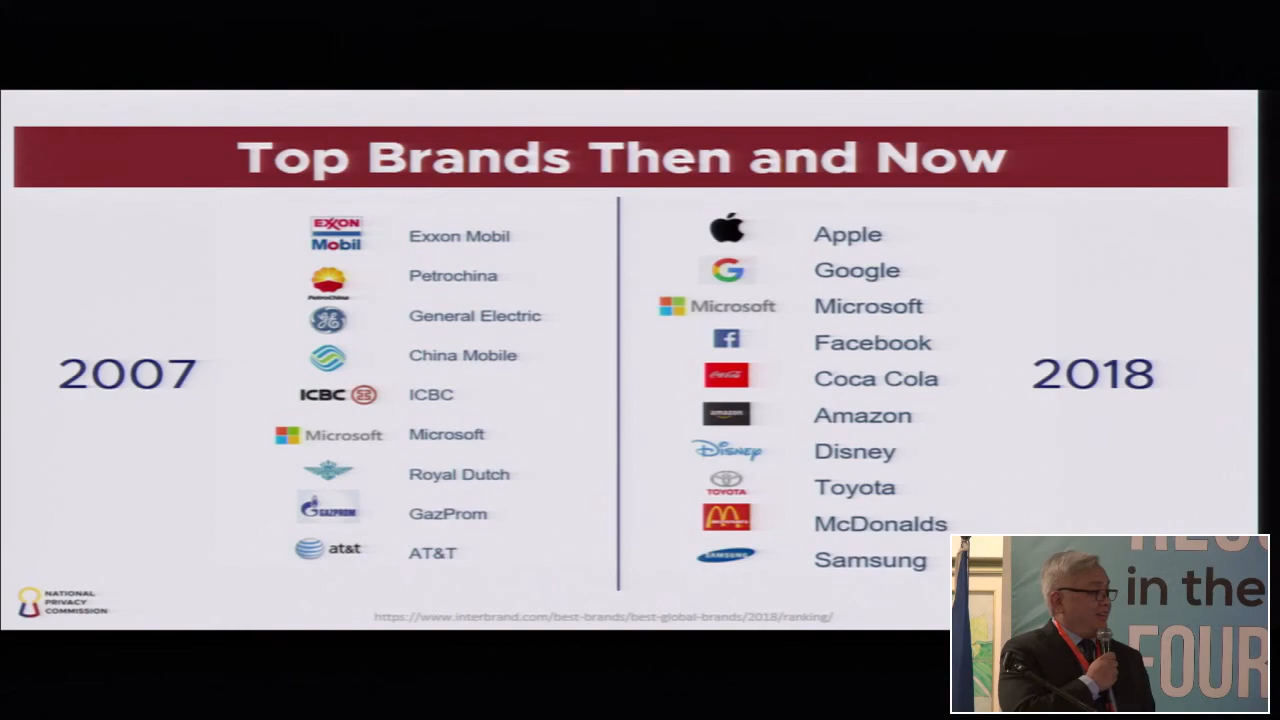 Top Brands Then and Now
2007
EXXON
Mobil
Exxon Mobil
PETROCHINA
Petrochina
General Electric
China Mobile
ICBC
ICBC
Microsoft
Microsoft
Royal Dutch
GAZPROM
GazProm
at&t
AT&T
Apple
Google
Microsoft
Microsoft
Facebook
Coca Cola
amazon
Amazon
Disney
Disney
TOYOTA
Toyota
McDonalds
SAMSUNG
Samsung
2018
NATIONAL
PRIVACY
COMMISSION
https://www.interbrand.com/best-brands/best-global-brands/2018/ranking/
in the
FOUR